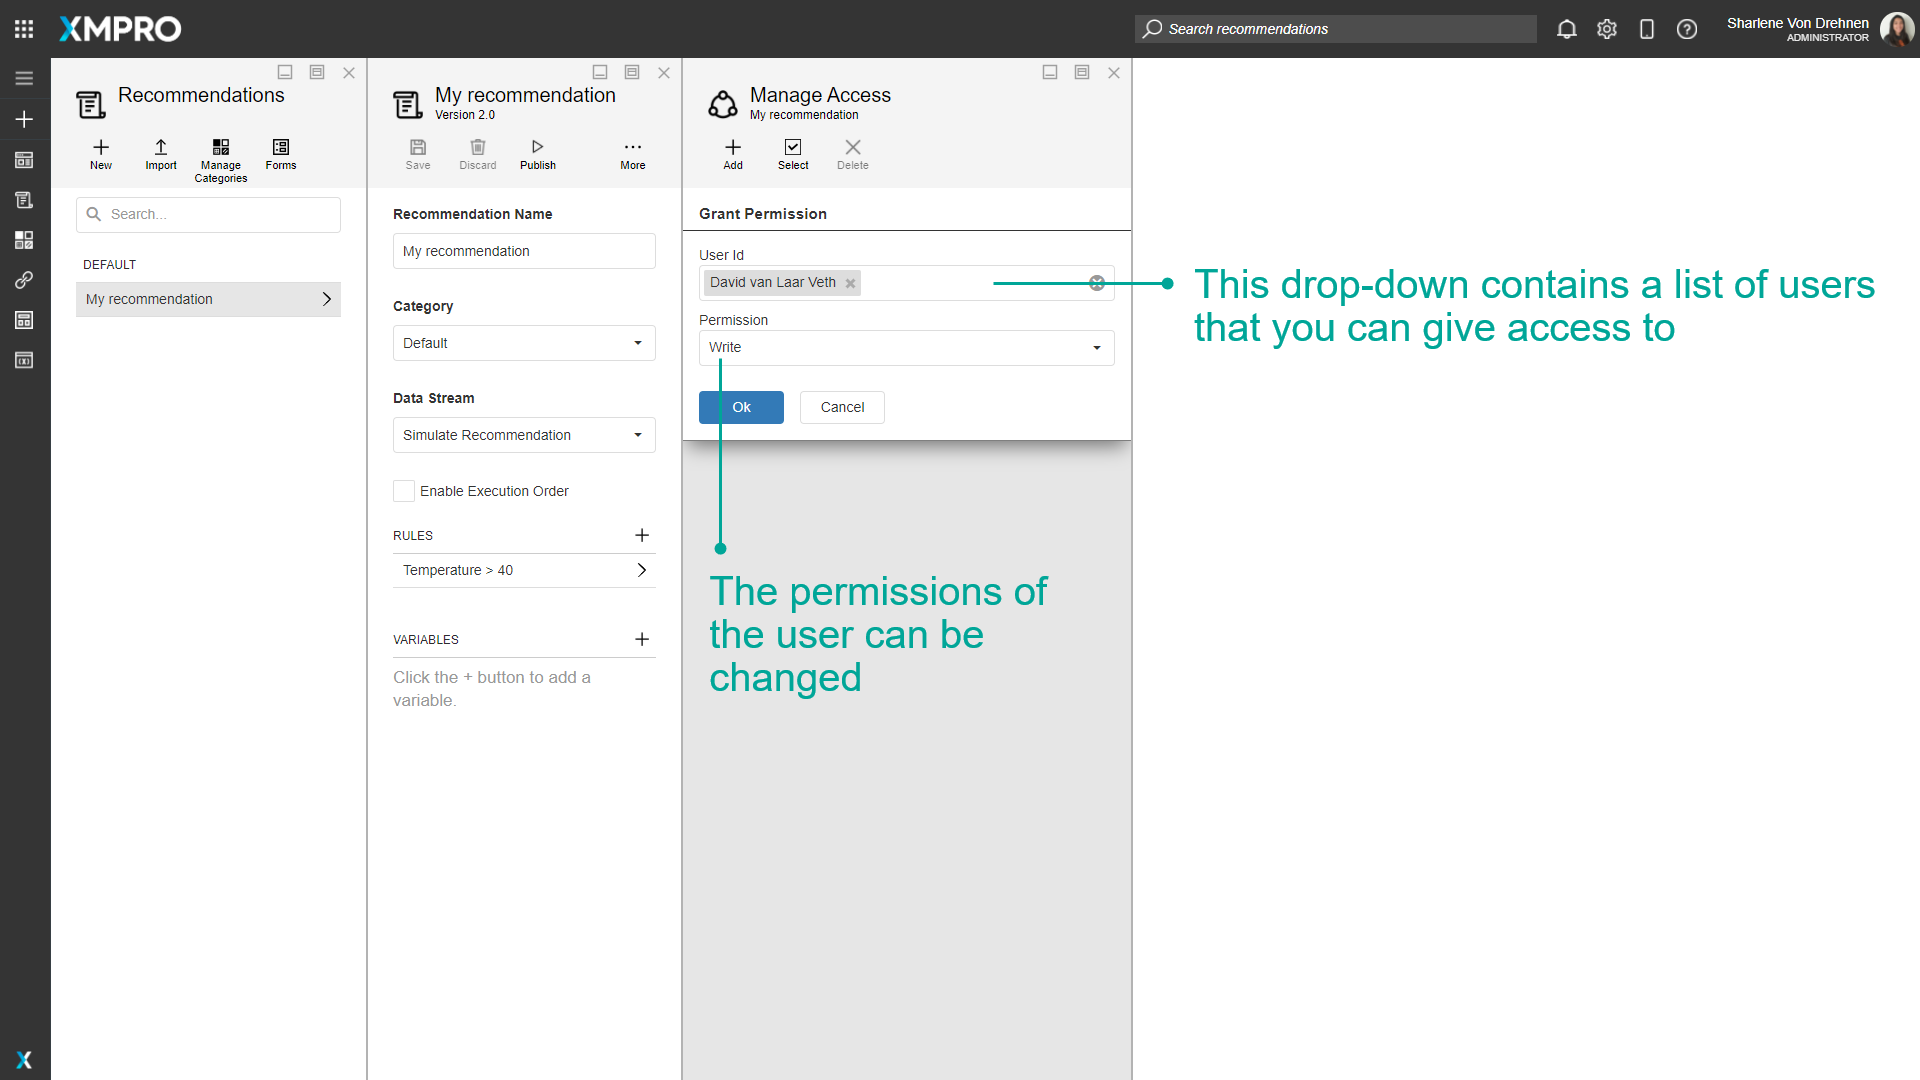 XMPRO
Search recommendations
Sharlene Von Drehnen
ADMINISTRATOR
Recommendations
New
Import
Manage
Categories
Forms
Search...
DEFAULT
My recommendation
My recommendation
Version 2.0
Save
Discard
Publish
More
Recommendation Name
My recommendation
Category
Default
Data Stream
Simulate Recommendation
Enable Execution Order
RULES
Temperature > 40
VARIABLES
Click the + button to add a
variable.
Manage Access
My recommendation
Add
Select
Delete
Grant Permission
User Id
David van Laar Veth
Permission
Write
Ok
Cancel
This drop-down contains a list of users
that you can give access to
The permissions of
the user can be
changed